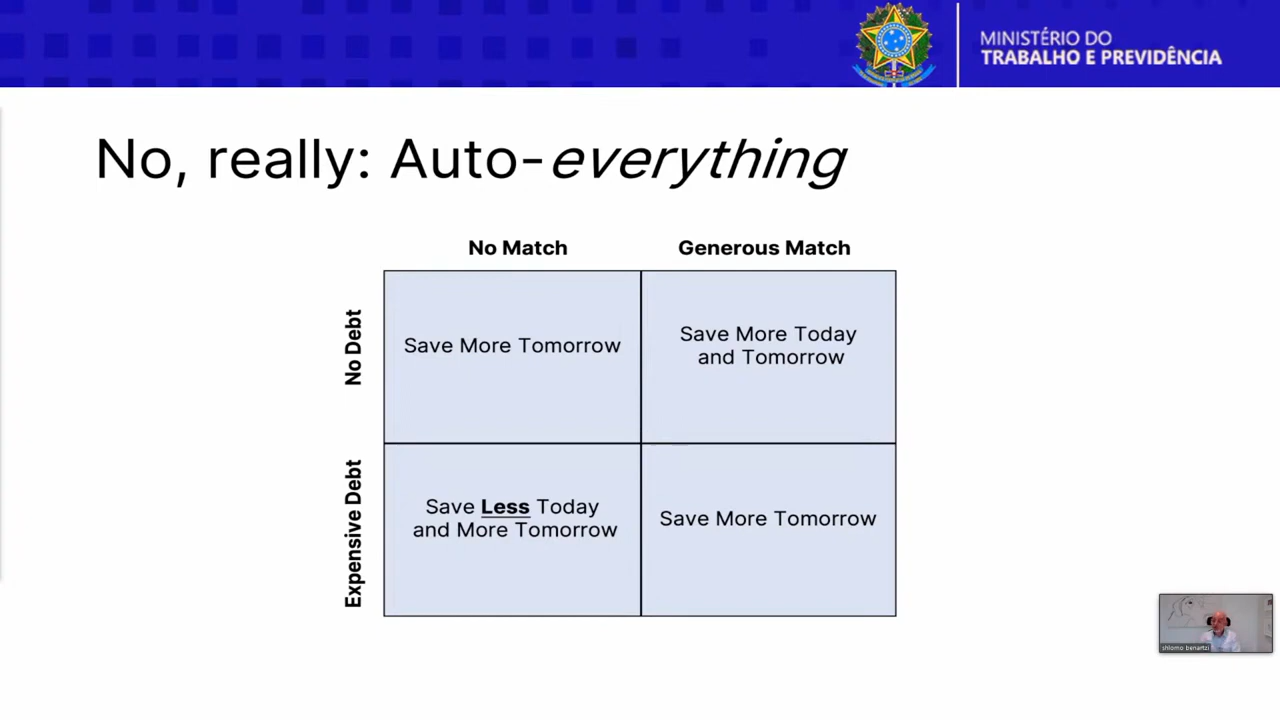 MINISTÉRIO DO
TRABALHO E PREVIDÊNCIA
No, really: Auto-everything
No Match
Generous Match
No Debt
Save More Tomorrow
Save More Today
and Tomorrow
Expensive Debt
Save Less Today
and More Tomorrow
Save More Tomorrow
shlomo benartzi